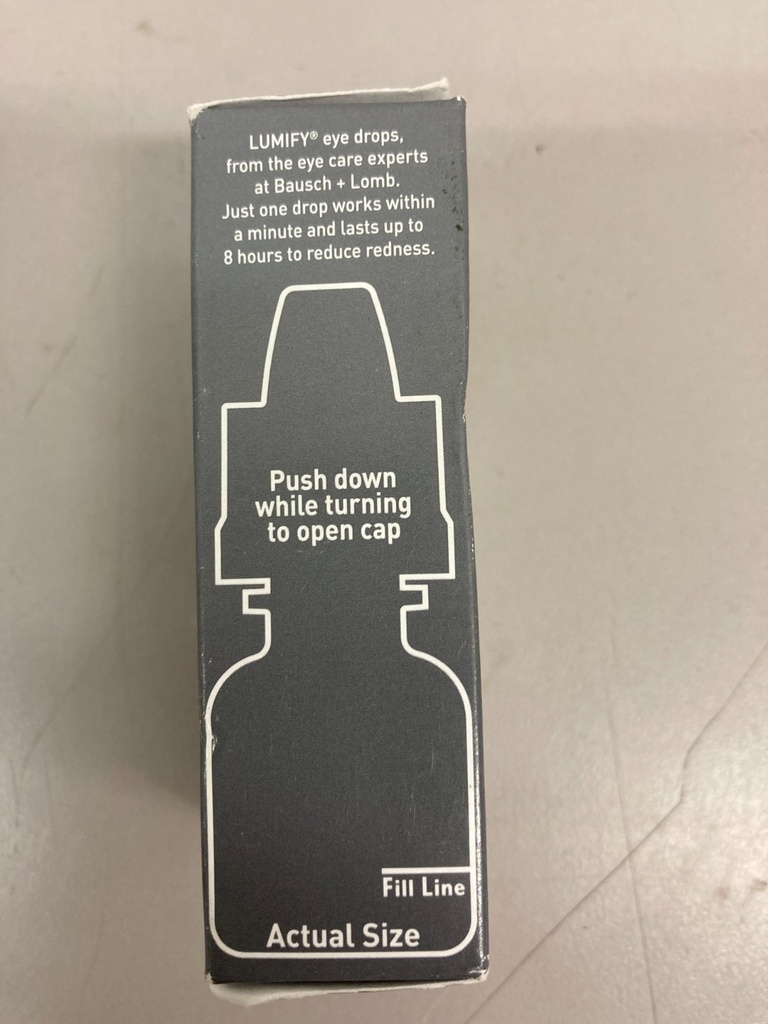 LUMIFY® eye drops,
from the eye care experts
at Bausch + Lomb.
Just one drop works within
a minute and lasts up to
8 hours to reduce redness.
Push down
while turning
to open cap
Fill Line
Actual Size